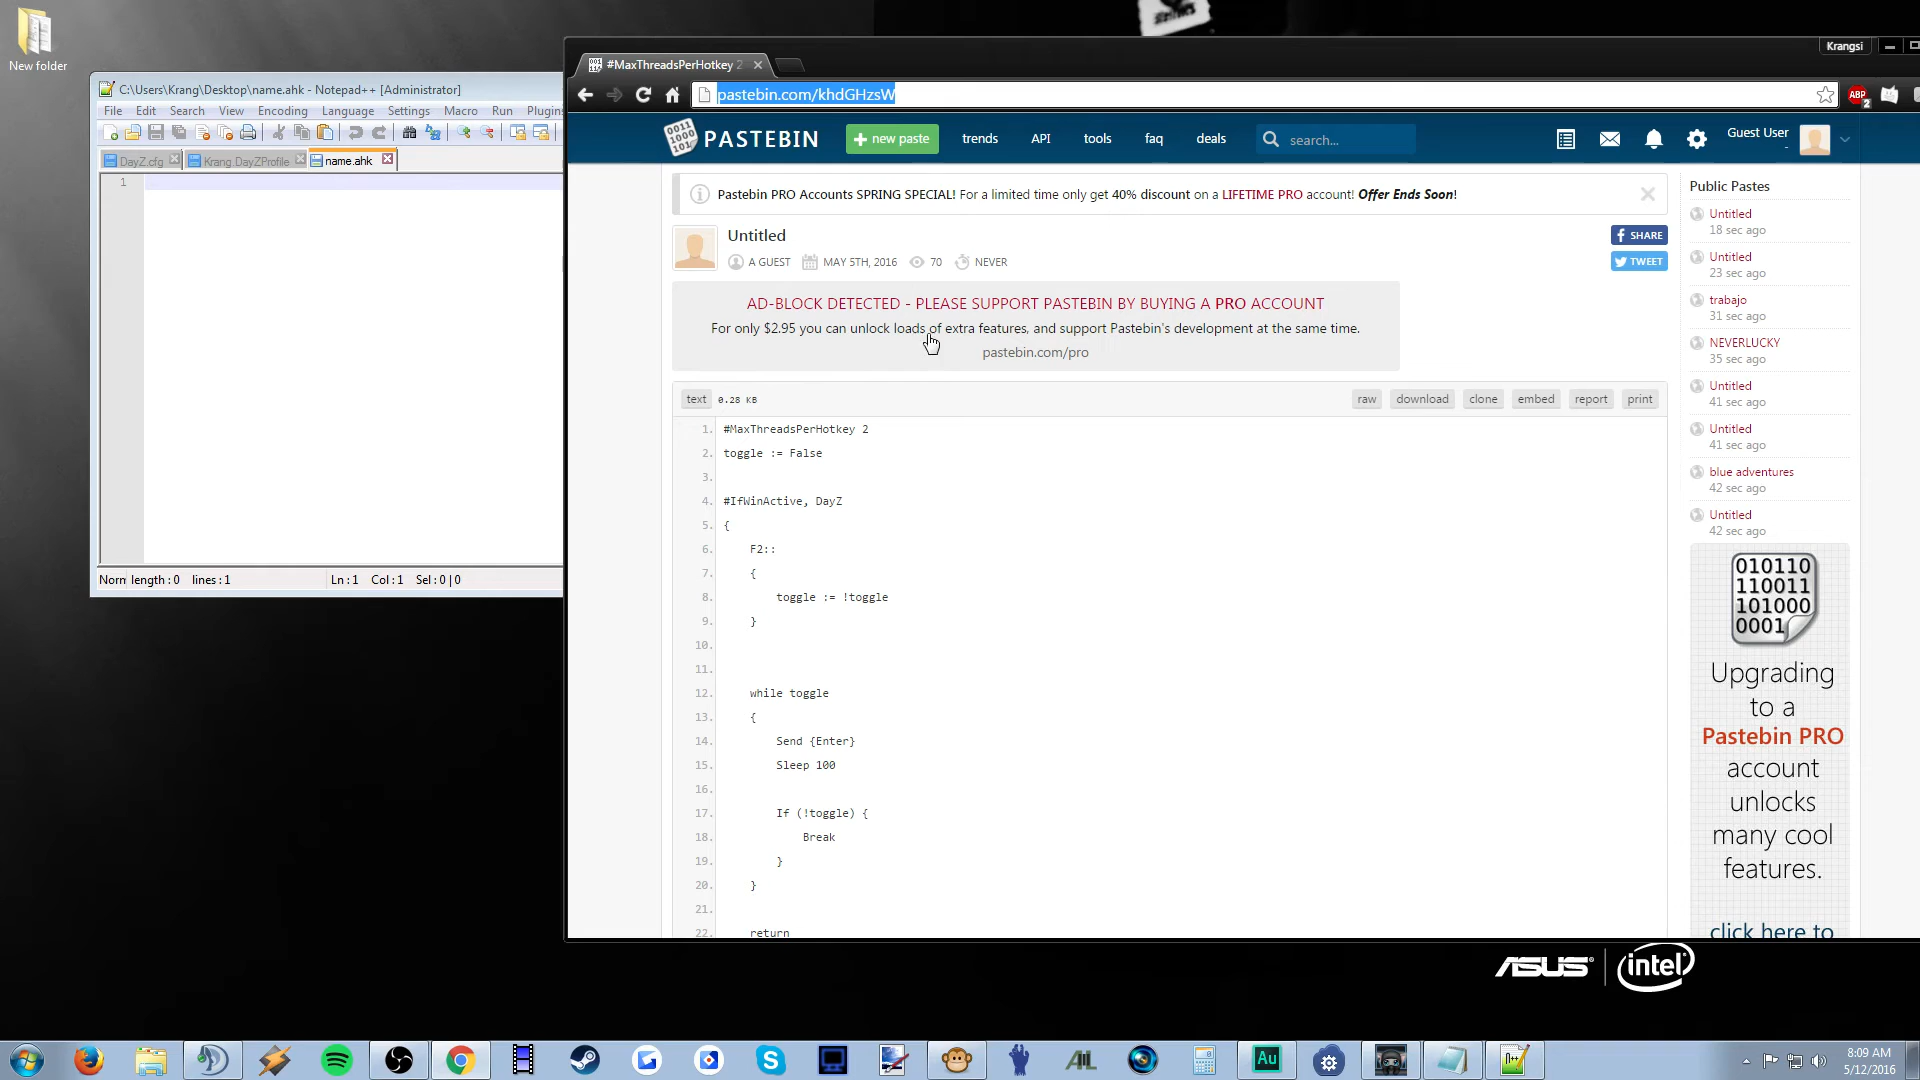 New folder
C:\Users\Krang\Desktop\name.ahk - Notepad++ [Administrator]
File Edit Search View Encoding Language Settings Macro Run Plugin
DayZ.cfg Krang.DayZProfile name.ahk
1
Norn length : 0 lines : 1 Ln : 1 Col : 1 Sel : 0 | 0
Krangsi
#MaxThreadsPerHotkey 2
pastebin.com/khdGHzsW
ABP 2
PASTEBIN
+ new paste trends API tools faq deals search... Guest User
-
Pastebin PRO Accounts SPRING SPECIAL! For a limited time only get 40% discount on a LIFETIME PRO account! Offer Ends Soon!
Untitled
A GUEST MAY 5TH, 2016 70 NEVER
SHARE
TWEET
AD-BLOCK DETECTED - PLEASE SUPPORT PASTEBIN BY BUYING A PRO ACCOUNT
For only $2.95 you can unlock loads of extra features, and support Pastebin's development at the same time.
pastebin.com/pro
text 0.28 KB raw download clone embed report print
1. #MaxThreadsPerHotkey 2
2. toggle := False
3.
4. #IfWinActive, DayZ
5. {
6. F2::
7. {
8. toggle := !toggle
9. }
10.
11.
12. while toggle
13. {
14. Send {Enter}
15. Sleep 100
16.
17. If (!toggle) {
18. Break
19. }
20. }
21.
22. return
Public Pastes
Untitled
18 sec ago
Untitled
23 sec ago
trabajo
31 sec ago
NEVERLUCKY
35 sec ago
Untitled
41 sec ago
Untitled
41 sec ago
blue adventures
42 sec ago
Untitled
42 sec ago
010110
110011
101000
0001
Upgrading
to a
Pastebin PRO
account
unlocks
many cool
features.
click here to
ASUS intel
8:09 AM
5/12/2016